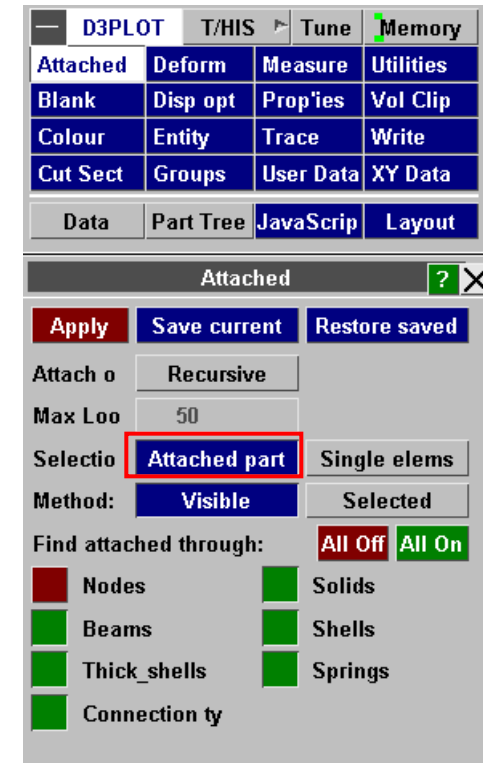 D3PLOT T/HIS Tune Memory
Attached Deform Measure Utilities
Blank Disp opt Prop'ies Vol Clip
Colour Entity Trace Write
Cut Sect Groups User Data XY Data
Data Part Tree JavaScrip Layout
Attached ? X
Apply Save current Restore saved
Attach o Recursive
Max Loo 50
Selectio Attached part Single elems
Method: Visible Selected
Find attached through: All Off All On
Nodes Solids
Beams Shells
Thick_shells Springs
Connection ty